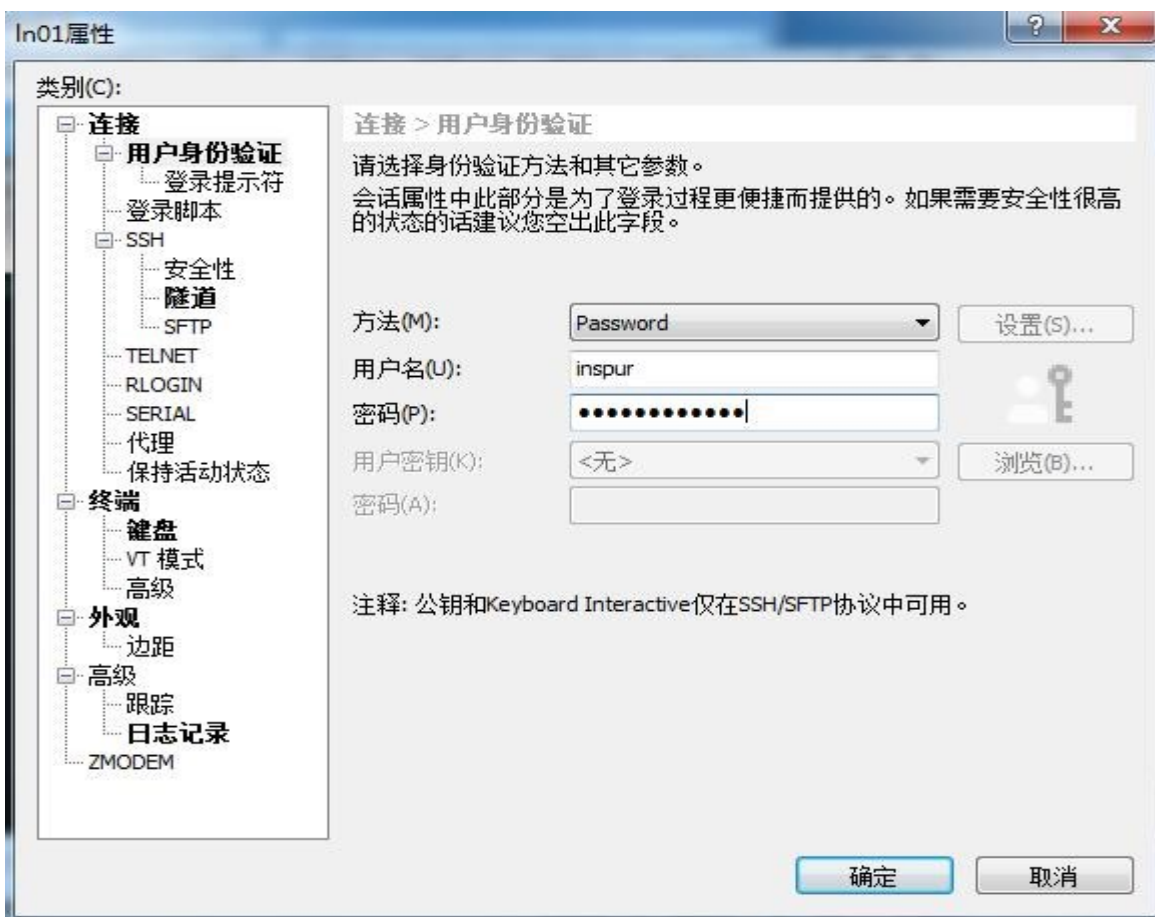 ln01属性
类别(C):
连接
用户身份验证
登录提示符
登录脚本
SSH
安全性
隧道
SFTP
TELNET
RLOGIN
SERIAL
代理
保持活动状态
终端
键盘
VT 模式
高级
外观
边距
高级
跟踪
日志记录
ZMODEM
连接 > 用户身份验证
请选择身份验证方法和其它参数。
会话属性中此部分是为了登录过程更便捷而提供的。如果需要安全性很高
的状态的话建议您空出此字段。
方法(M): Password 设置(S)...
用户名(U): inspur
密码(P): ●●●●●●●●●●●●
用户密钥(K): <无> 浏览(B)...
密码(A):
注释: 公钥和Keyboard Interactive仅在SSH/SFTP协议中可用。
确定 取消